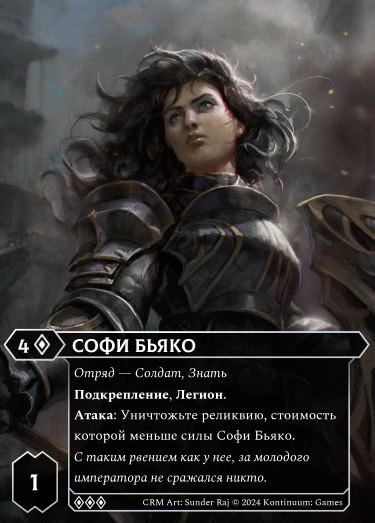 4 СОФИ БЬЯКО
Отряд — Солдат, Знать
Подкрепление, Легион.
Атака: Уничтожьте реликвию, стоимость
которой меньше силы Софи Бьяко.
С таким рвением как у нее, за молодого
императора не сражался никто.
1
CRM Art: Sunder Raj © 2024 Kontinuum: Games